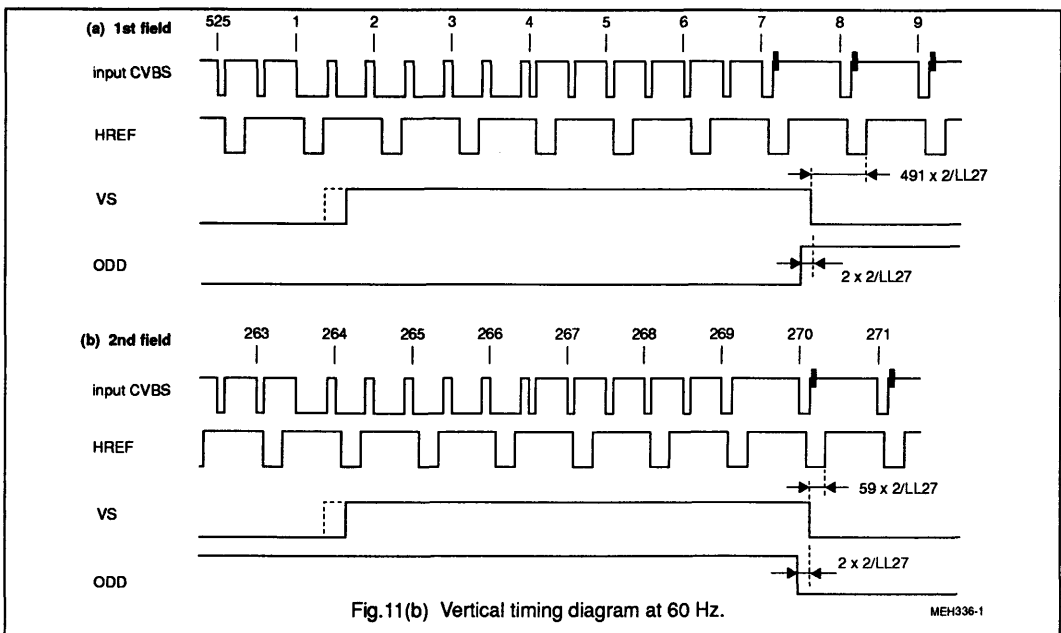 (a) 1st field 525 1 2 3 4 5 6 7 8 9
input CVBS
HREF
491 x 2/LL27
VS
ODD
2 x 2/LL27
(b) 2nd field 263 264 265 266 267 268 269 270 271
input CVBS
HREF
59 x 2/LL27
VS
2 x 2/LL27
ODD
Fig.11(b) Vertical timing diagram at 60 Hz.
MEH336-1